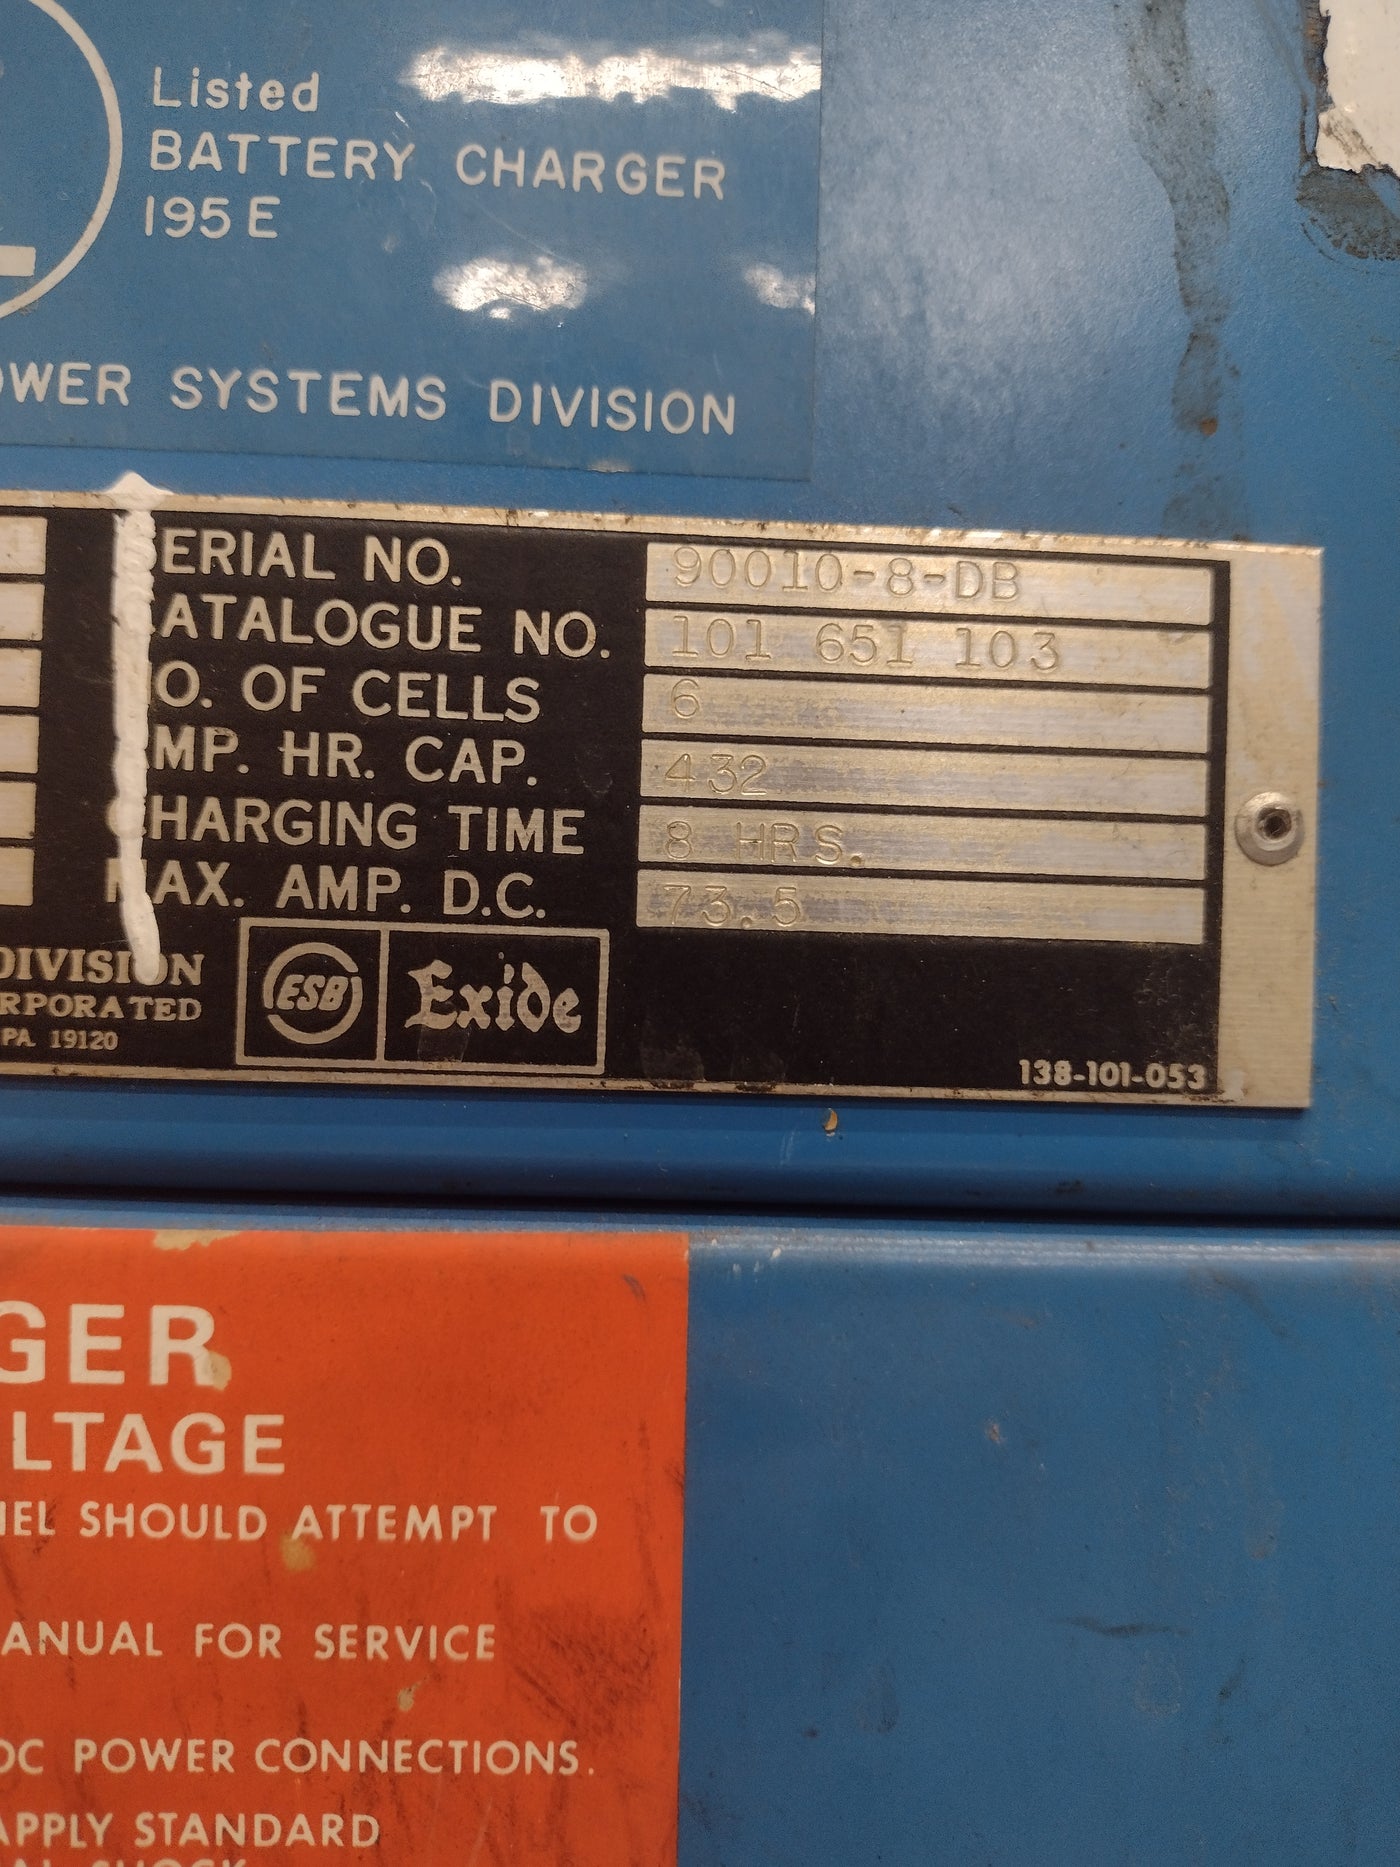 Listed
BATTERY CHARGER
195E
OWER SYSTEMS DIVISION
ERIAL NO. 90010-8-DB
ATALOGUE NO. 101 651 103
O. OF CELLS 6
MP. HR. CAP. 432
CHARGING TIME 8 HRS.
MAX. AMP. D.C. 73.5
DIVISION
RPORATED
PA. 19120
ESB Exide
138-101-053
GER
LTAGE
NEL SHOULD ATTEMPT TO
ANUAL FOR SERVICE
DC POWER CONNECTIONS.
APPLY STANDARD